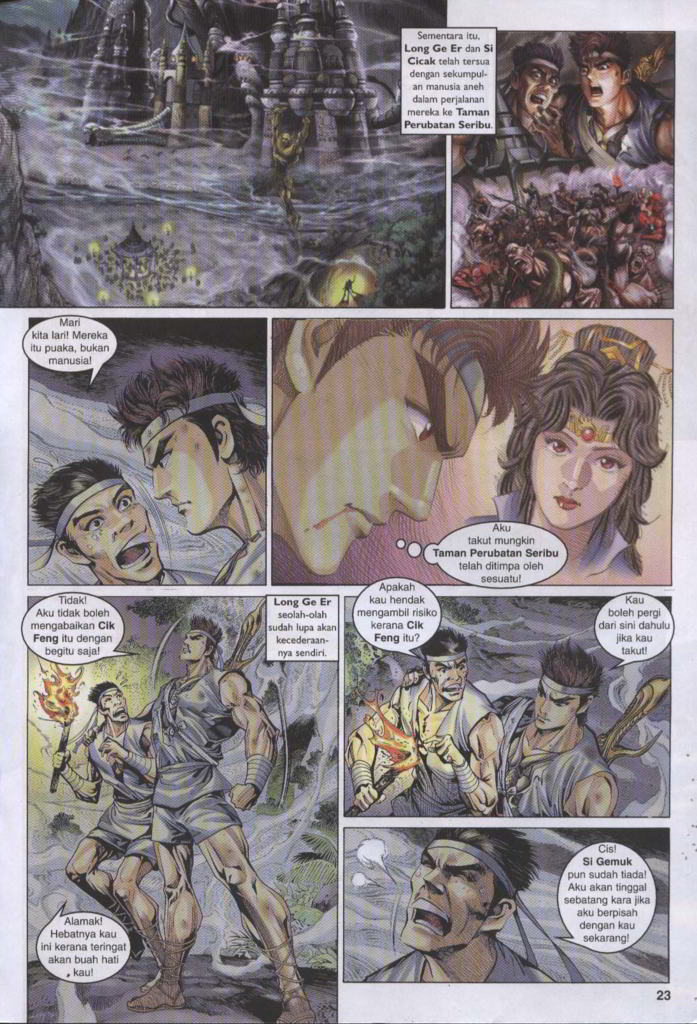 Sementara itu,
Long Ge Er dan Si
Cicak telah tersua
dengan sekumpul-
an manusia aneh
dalam perjalanan
mereka ke Taman
Perubatan Seribu.
Mari
kita lari! Mereka
itu puaka, bukan
manusia!
Aku
takut mungkin
Taman Perubatan Seribu
telah ditimpa oleh
sesuatu!
Tidak!
Aku tidak boleh
mengabaikan Cik
Feng itu dengan
begitu saja!
Long Ge Er
seolah-olah
sudah lupa akan
kecederaan-
nya sendiri.
Alamak!
Hebatnya kau
ini kerana teringat
akan buah hati
kau!
Apakah
kau hendak
mengambil risiko
kerana Cik
Feng itu?
Kau
boleh pergi
dari sini dahulu
jika kau
takut!
Cis!
Si Gemuk
pun sudah tiada!
Aku akan tinggal
sebatang kara jika
aku berpisah
dengan kau
sekarang!
23